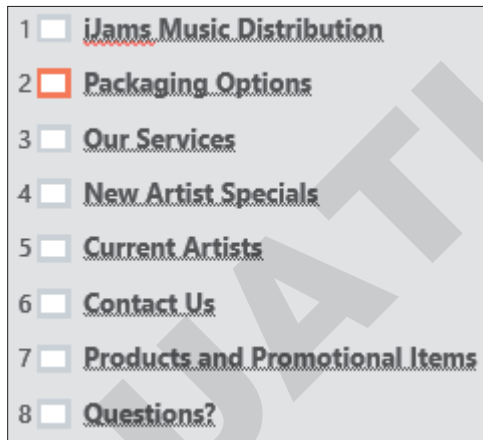 1 iJams Music Distribution
2 Packaging Options
3 Our Services
4 New Artist Specials
5 Current Artists
6 Contact Us
7 Products and Promotional Items
8 Questions?
UATI